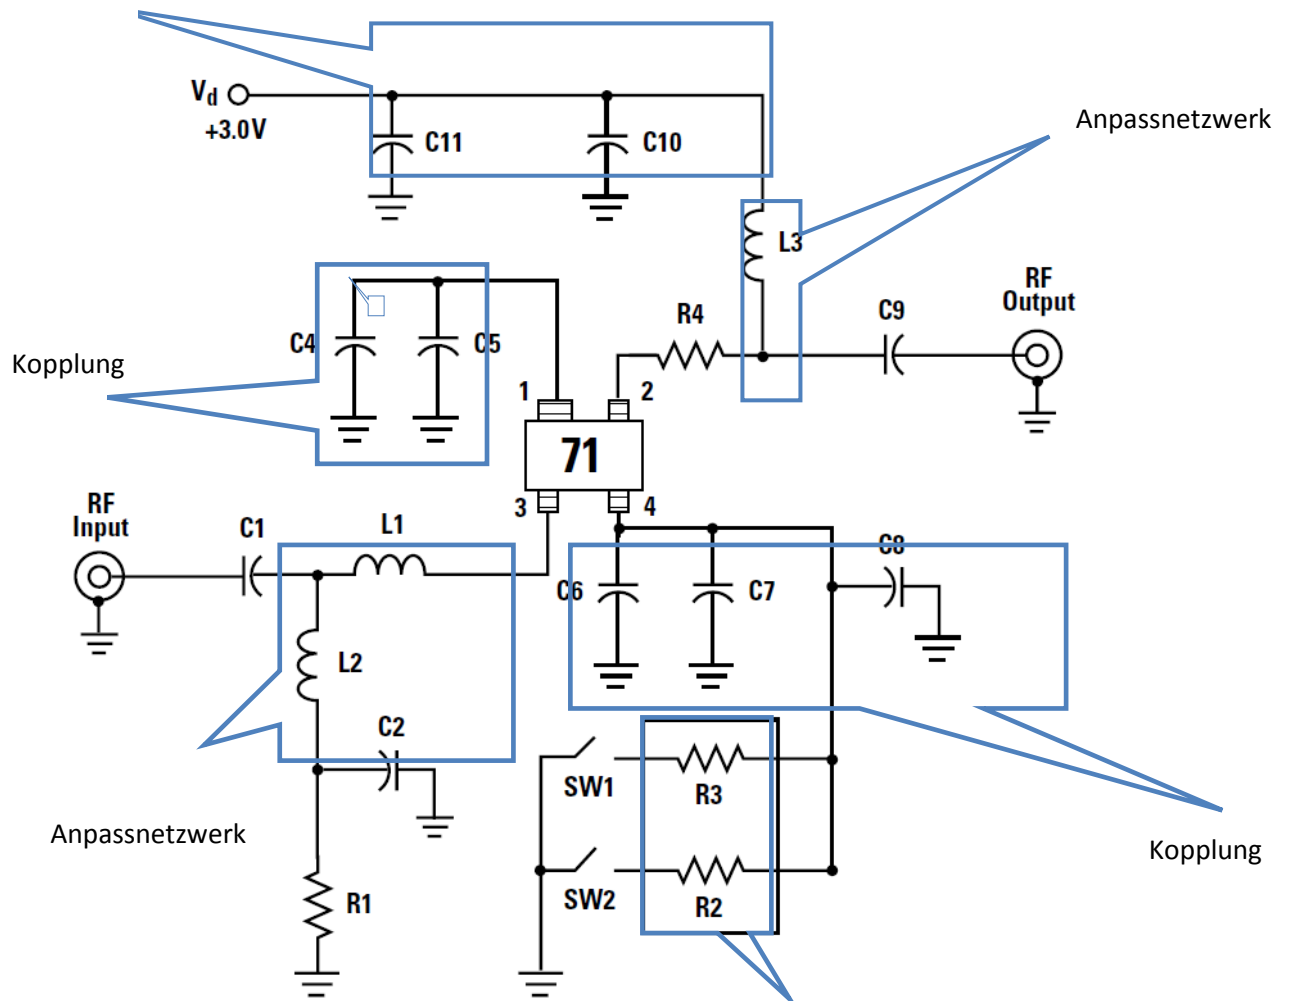 Vd
+3.0V
C11
C10
Anpassnetzwerk
L3
RF
Output
C9
R4
C4
C5
Kopplung
1
2
71
3
4
RF
Input
C1
L1
C8
C6
C7
L2
C2
SW1
R3
Anpassnetzwerk
Kopplung
SW2
R2
R1